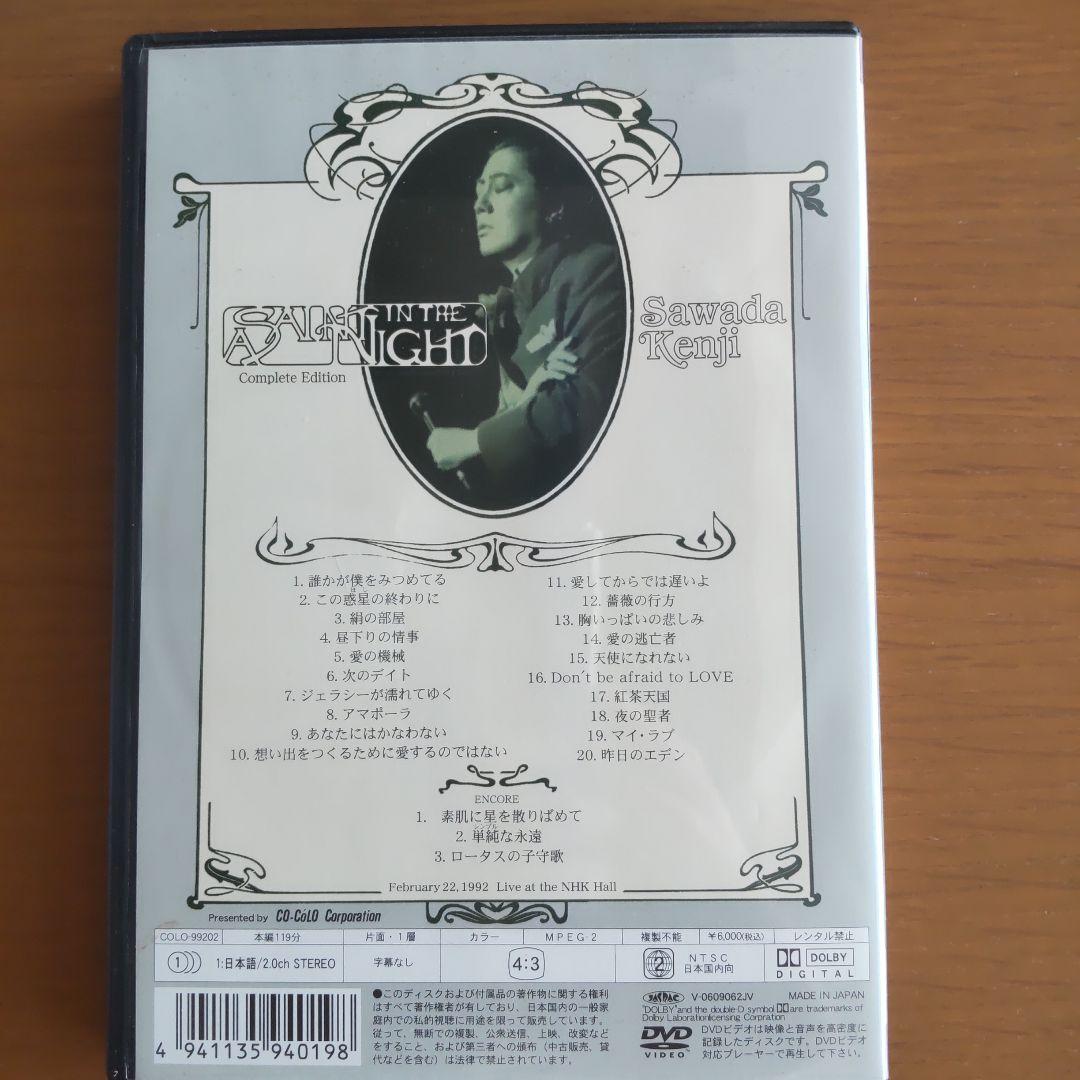 A SAINT IN THE NIGHT
Complete Edition
Sawada
Kenji
1. 誰かが僕をみつめてる
2. この惑星の終わりに
ほし
3. 絹の部屋
4. 昼下りの情事
5. 愛の機械
6. 次のデイト
7. ジェラシーが濡れてゆく
8. アマポーラ
9. あなたにはかなわない
10. 想い出をつくるために愛するのではない
11. 愛してからでは遅いよ
12. 薔薇の行方
13. 胸いっぱいの悲しみ
14. 愛の逃亡者
15. 天使になれない
16. Don't be afraid to LOVE
17. 紅茶天国
18. 夜の聖者
19. マイ・ラブ
20. 昨日のエデン
ENCORE
1. 素肌に星を散りばめて
シンプル
2. 単純な永遠
3. ロータスの子守歌
February 22, 1992 Live at the NHK Hall
Presented by CO-CóLO Corporation
COLO-99202 本編119分 片面・1層 カラー MPEG-2 複製不能 ¥6,000(税込) レンタル禁止
1 1:日本語/2.0ch STEREO 字幕なし 4:3 2 NTSC 日本国内向 DOLBY DIGITAL
4 941135 940198
●このディスクおよび付属品の著作物に関する権利
はすべて著作権者が有しており、日本国内の一般家
庭内での私的視聴に用途を限って販売しています。
従って、無断での複製、公衆送信、上映、改変など
をすること、および第三者への頒布（中古販売、貸
代などを含む）は法律で禁止されています。
JASRAC V-0609062JV MADE IN JAPAN
"DOLBY"and the double-D symbol are trademarks of
Dolby Laborationlicensing Corpration
DVD VIDEO
DVDビデオは映像と音声を高密度に
記録したディスクです。DVDビデオ
対応プレーヤーで再生して下さい。